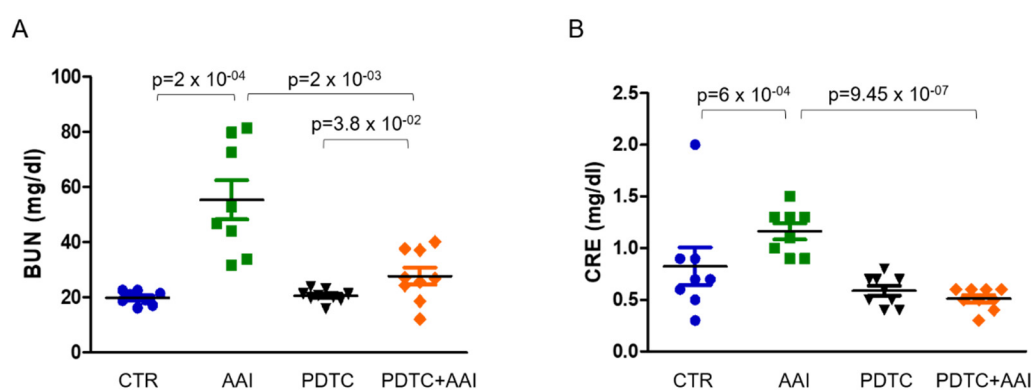 A
BUN (mg/dl)
100
80
60
40
20
0
p=2 x 10-04
p=2 x 10-03
p=3.8 x 10-02
CTR
AAI
PDTC
PDTC+AAI
B
CRE (mg/dl)
2.5
2.0
1.5
1.0
0.5
0.0
p=6 x 10-04
p=9.45 x 10-07
CTR
AAI
PDTC
PDTC+AAI